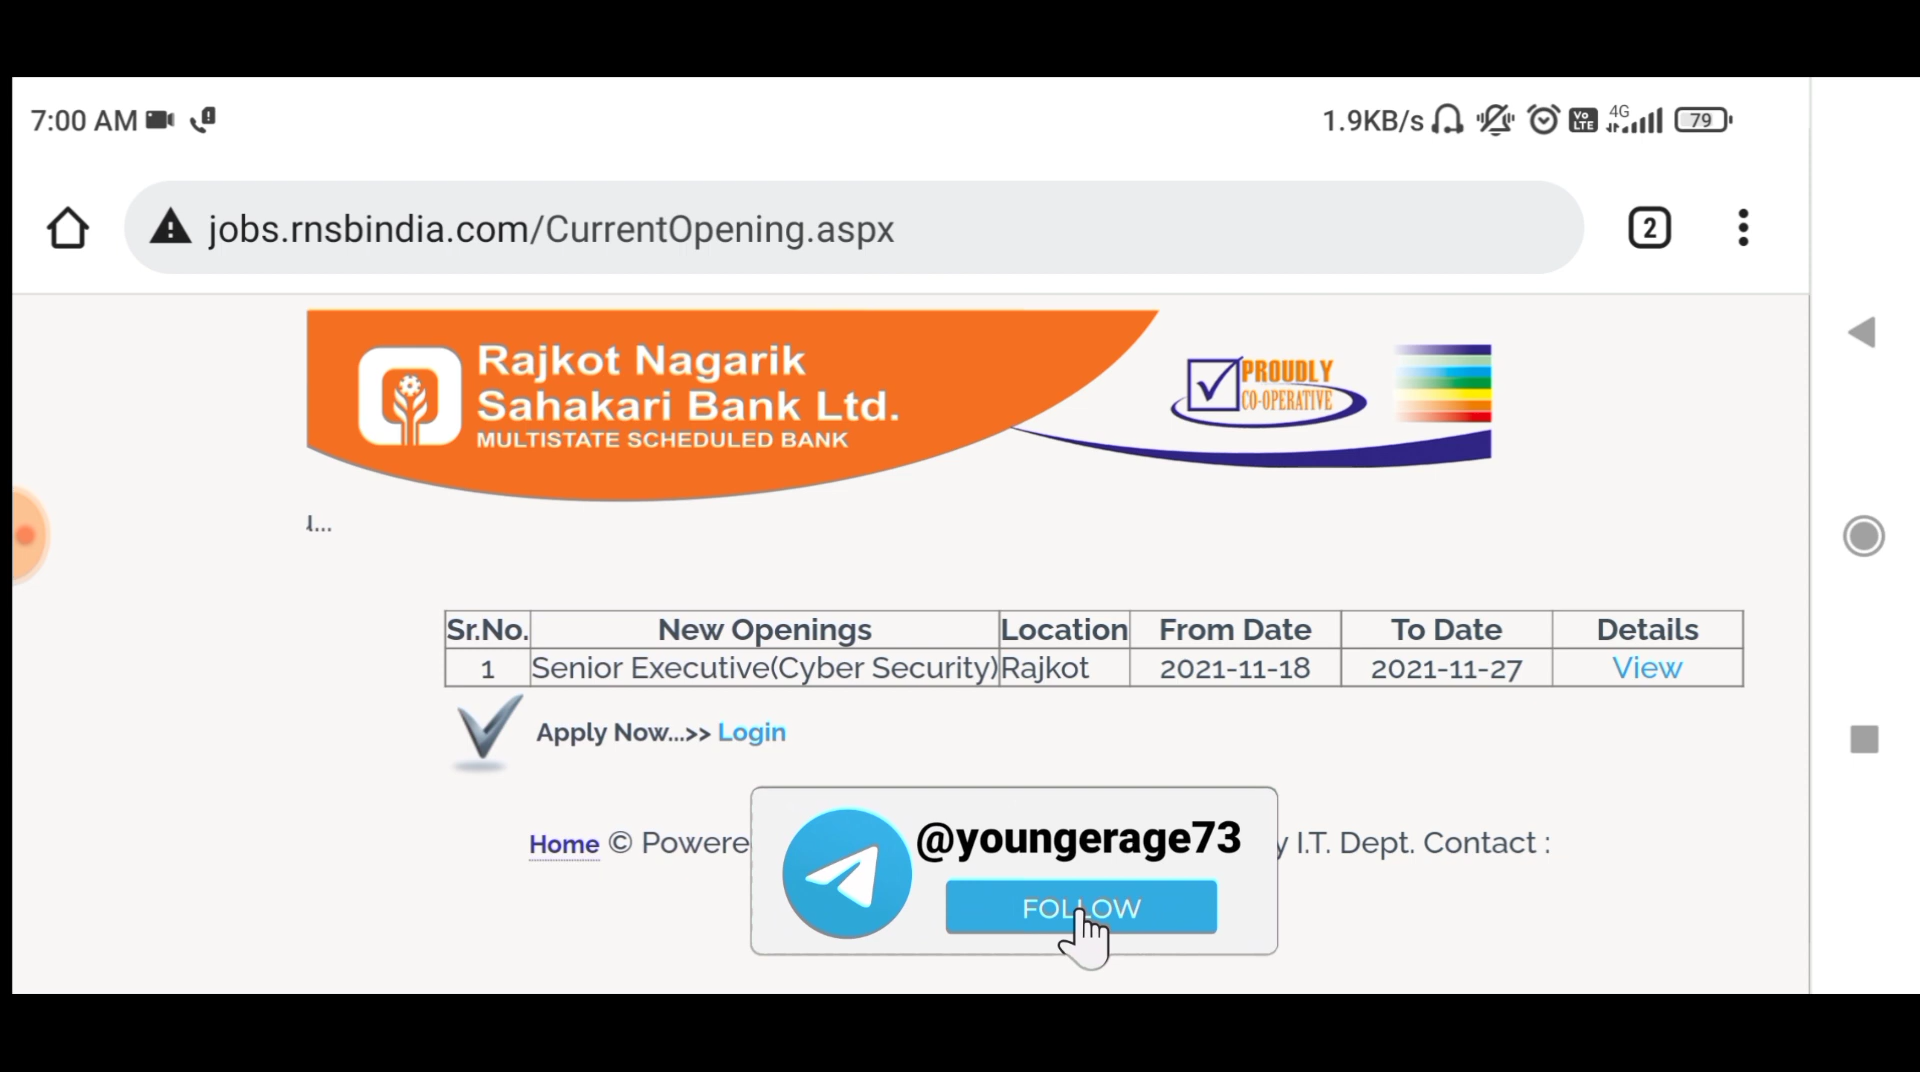 7:00 AM
1.9KB/s
Vo LTE
4G
79
jobs.rnsbindia.com/CurrentOpening.aspx
2
Rajkot Nagarik
Sahakari Bank Ltd.
MULTISTATE SCHEDULED BANK
PROUDLY
CO-OPERATIVE
Sr.No. New Openings Location From Date To Date Details
1 Senior Executive(Cyber Security) Rajkot 2021-11-18 2021-11-27 View
Apply Now...>> Login
Home © Powere
y I.T. Dept. Contact :
@youngerage73
FOLLOW